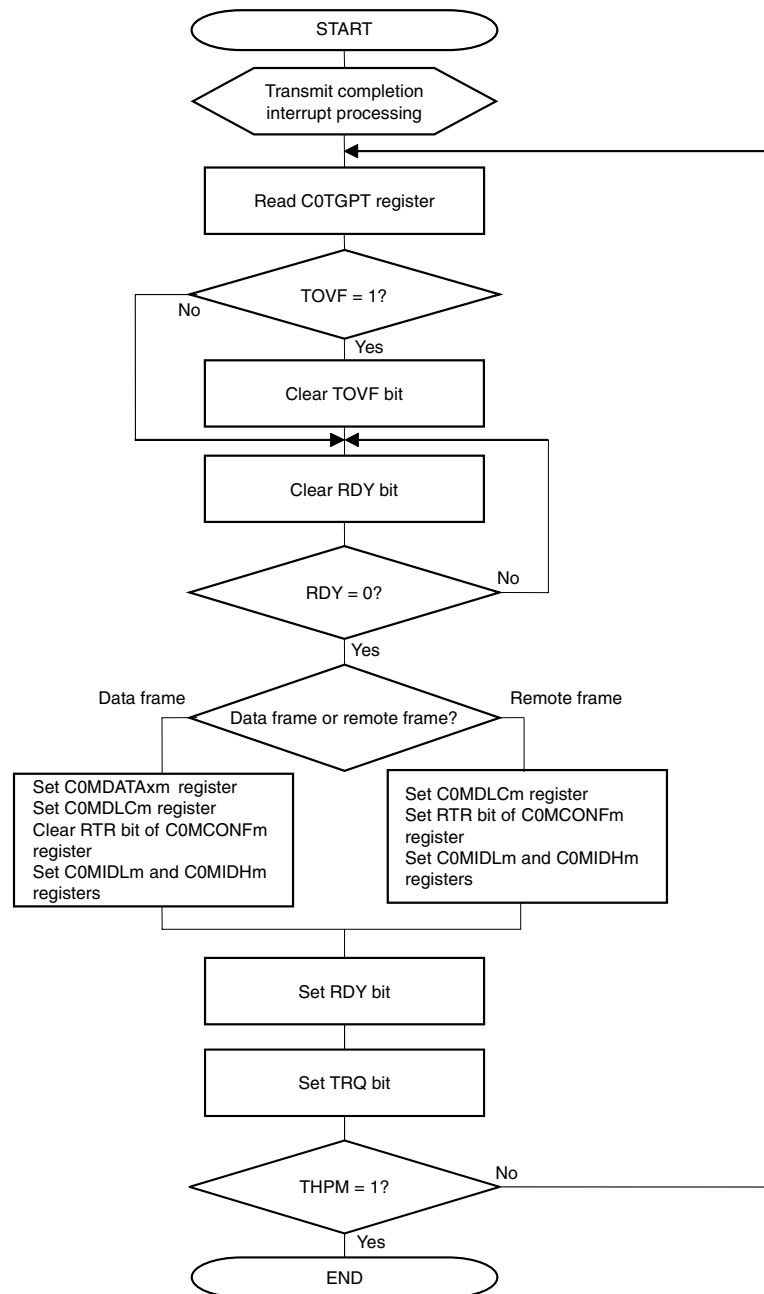 START
Transmit completion
interrupt processing
Read C0TGPT register
TOVF = 1?
No
Yes
Clear TOVF bit
Clear RDY bit
RDY = 0?
No
Yes
Data frame
Data frame or remote frame?
Remote frame
Set C0MDATAxm register
Set C0MDLCm register
Clear RTR bit of C0MCONFm
register
Set C0MIDLm and C0MIDHm
registers
Set C0MDLCm register
Set RTR bit of C0MCONFm
register
Set C0MIDLm and C0MIDHm
registers
Set RDY bit
Set TRQ bit
THPM = 1?
No
Yes
END